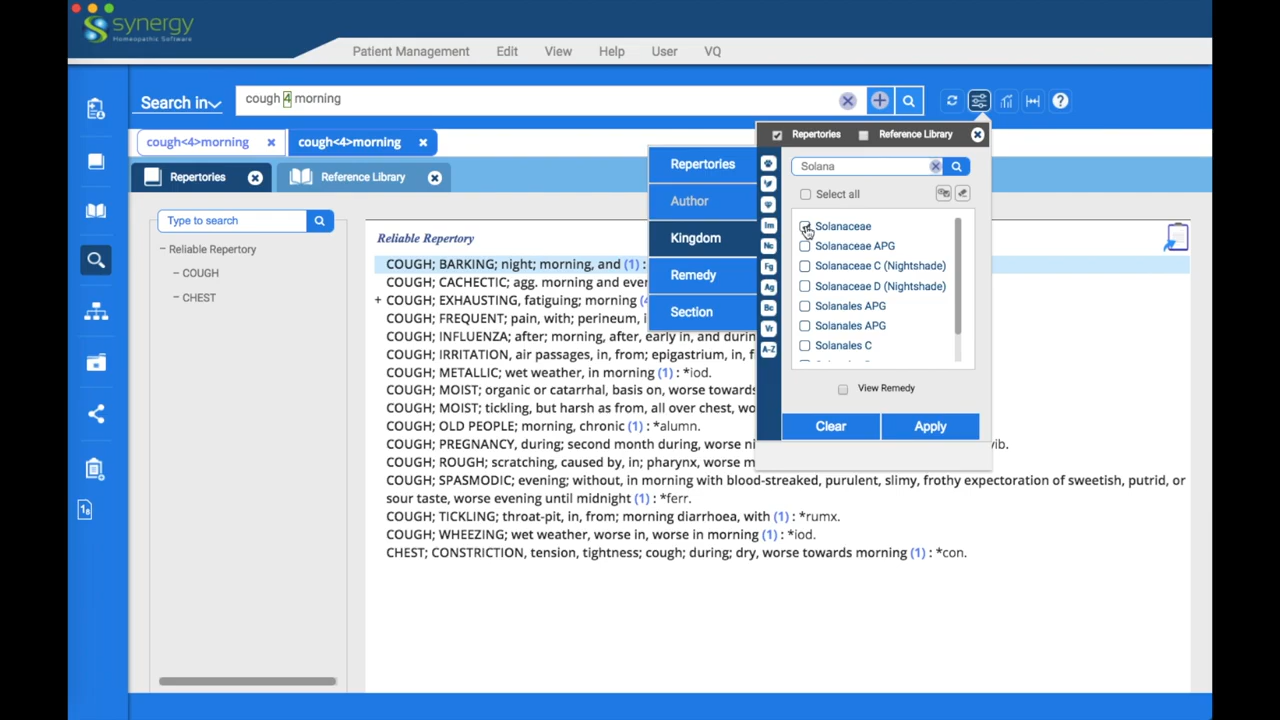 synergy
Homeopathic Software
Patient Management Edit View Help User VQ
Search in cough 4 morning
cough<4>morning cough<4>morning
Repertories Reference Library
Repertories Reference Library
Type to search
Reliable Repertory
COUGH
CHEST
Reliable Repertory
COUGH; BARKING; night; morning, and (1) :
COUGH; CACHECTIC; agg. morning and eve
+ COUGH; EXHAUSTING, fatiguing; morning (
COUGH; FREQUENT; pain, with; perineum, i
COUGH; INFLUENZA; after; morning, after, early in, and durin
COUGH; IRRITATION, air passages, in, from; epigastrium, in, f
COUGH; METALLIC; wet weather, in morning (1) : *iod.
COUGH; MOIST; organic or catarrhal, basis on, worse towards
COUGH; MOIST; tickling, but harsh as from, all over chest, wo
COUGH; OLD PEOPLE; morning, chronic (1) : *alumn.
COUGH; PREGNANCY, during; second month during, worse ni vib.
COUGH; ROUGH; scratching, caused by, in; pharynx, worse m
COUGH; SPASMODIC; evening; without, in morning with blood-streaked, purulent, slimy, frothy expectoration of sweetish, putrid, or
sour taste, worse evening until midnight (1) : *ferr.
COUGH; TICKLING; throat-pit, in, from; morning diarrhoea, with (1) : *rumx.
COUGH; WHEEZING; wet weather, worse in, worse in morning (1) : *iod.
CHEST; CONSTRICTION, tension, tightness; cough; during; dry, worse towards morning (1) : *con.
Repertories
Author
Kingdom
Remedy
Section
Im
Nc
Fg
Ag
Bc
Vr
A-Z
Solana
Select all
Solanaceae
Solanaceae APG
Solanaceae C (Nightshade)
Solanaceae D (Nightshade)
Solanales APG
Solanales APG
Solanales C
View Remedy
Clear Apply